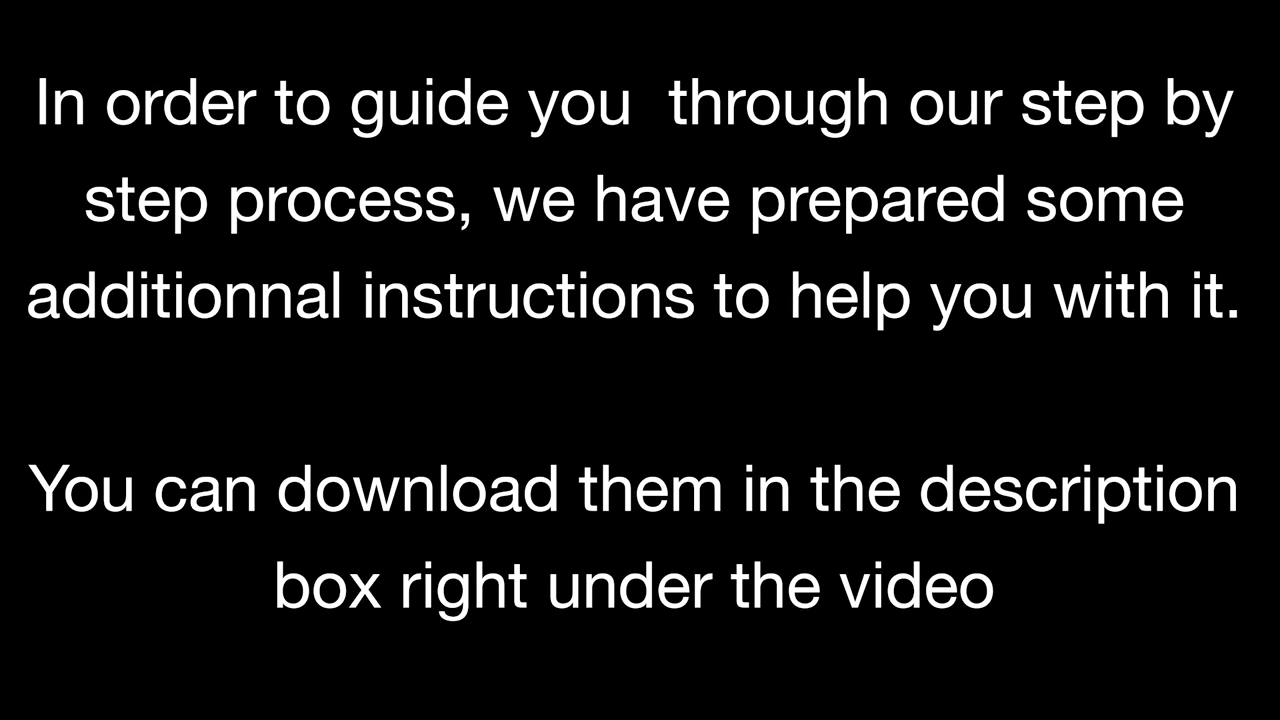 In order to guide you  through our step by
step process, we have prepared some
additionnal instructions to help you with it.
You can download them in the description
box right under the video